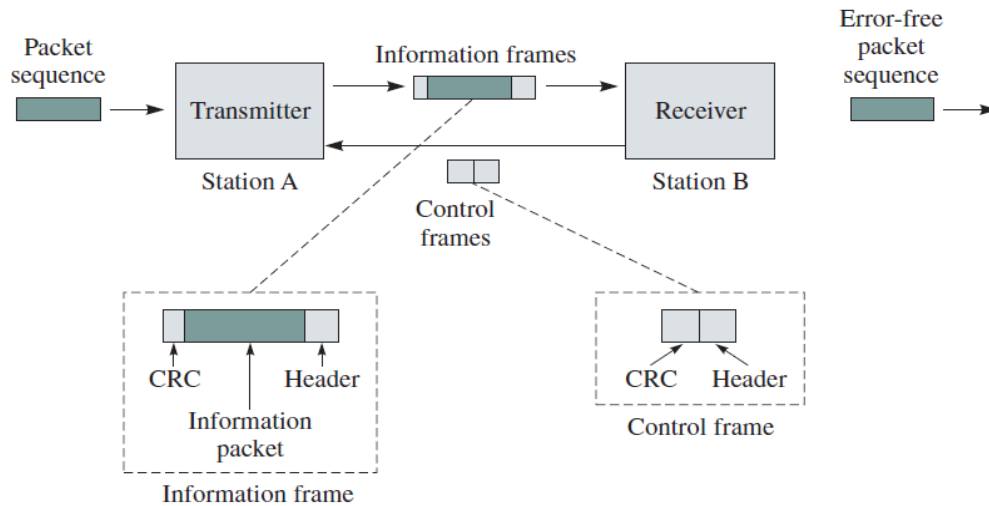 Packet
sequence
Transmitter
Station A
Information frames
Control
frames
Receiver
Station B
Error-free
packet
sequence
CRC
Header
Information
packet
Information frame
CRC
Header
Control frame